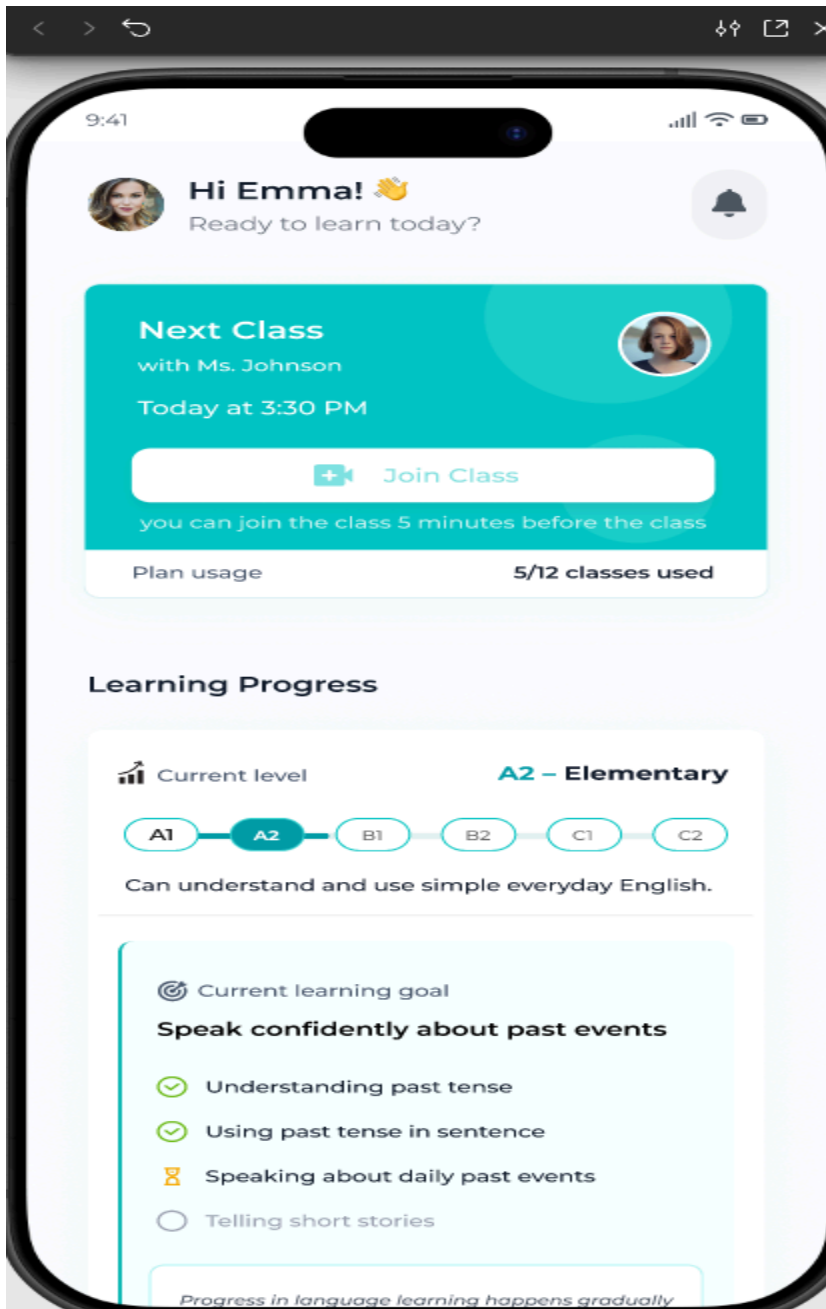 9:41
Hi Emma! 👋
Ready to learn today?
Next Class
with Ms. Johnson
Today at 3:30 PM
Join Class
you can join the class 5 minutes before the class
Plan usage 5/12 classes used
Learning Progress
Current level A2 – Elementary
A1 A2 B1 B2 C1 C2
Can understand and use simple everyday English.
Current learning goal
Speak confidently about past events
Understanding past tense
Using past tense in sentence
Speaking about daily past events
Telling short stories
Progress in language learning happens gradually